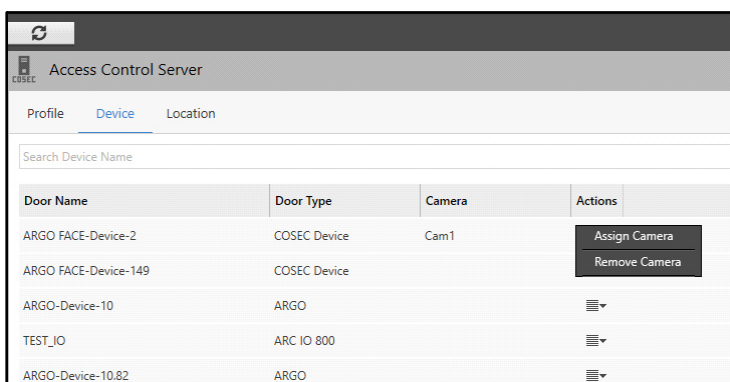 COSEC
Access Control Server
Profile Device Location
Search Device Name
Door Name Door Type Camera Actions
ARGO FACE-Device-2 COSEC Device Cam1 Assign Camera
ARGO FACE-Device-149 COSEC Device Remove Camera
ARGO-Device-10 ARGO
TEST_IO ARC IO 800
ARGO-Device-10.82 ARGO